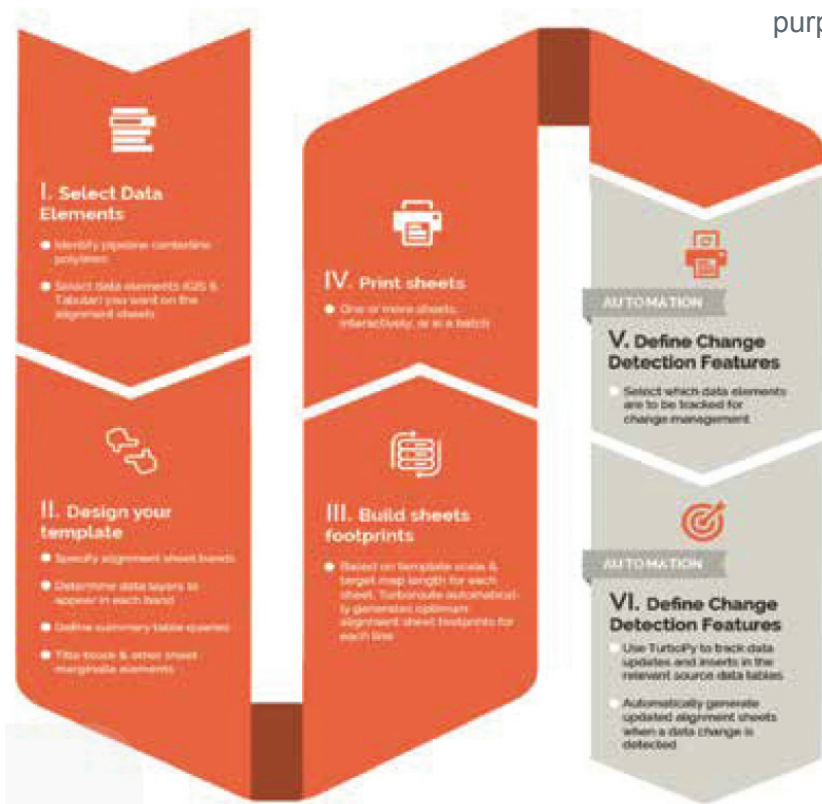 purp
I. Select Data
Elements
Identify pipeline centerline
polylines
Select data elements (GIS &
Tabular) you want on the
alignment sheets
II. Design your
template
Specify alignment sheet bands
Determine data layers to
appear in each band
Define summary table queries
Title block & other sheet
marginalia elements
III. Build sheets
footprints
Based on template scale &
target map length for each
sheet, Turboroute automatical-
ly generates optimum
alignment sheet footprints for
each line
IV. Print sheets
One or more sheets,
interactively, or in a batch
AUTOMATION
V. Define Change
Detection Features
Select which data elements
are to be tracked for
change management
AUTOMATION
VI. Define Change
Detection Features
Use TurboPy to track data
updates and inserts in the
relevant source data tables
Automatically generate
updated alignment sheets
when a data change is
detected